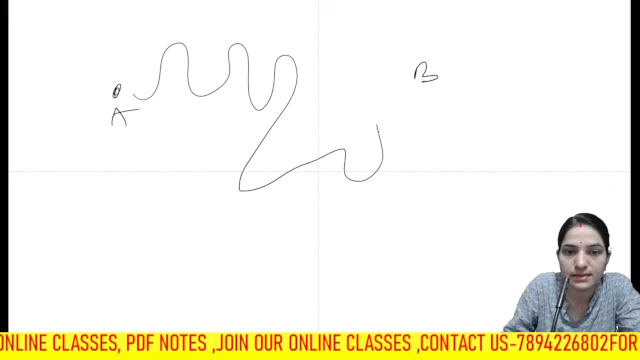 A
B
ONLINE CLASSES, PDF NOTES ,JOIN OUR ONLINE CLASSES ,CONTACT US-7894226802FOR